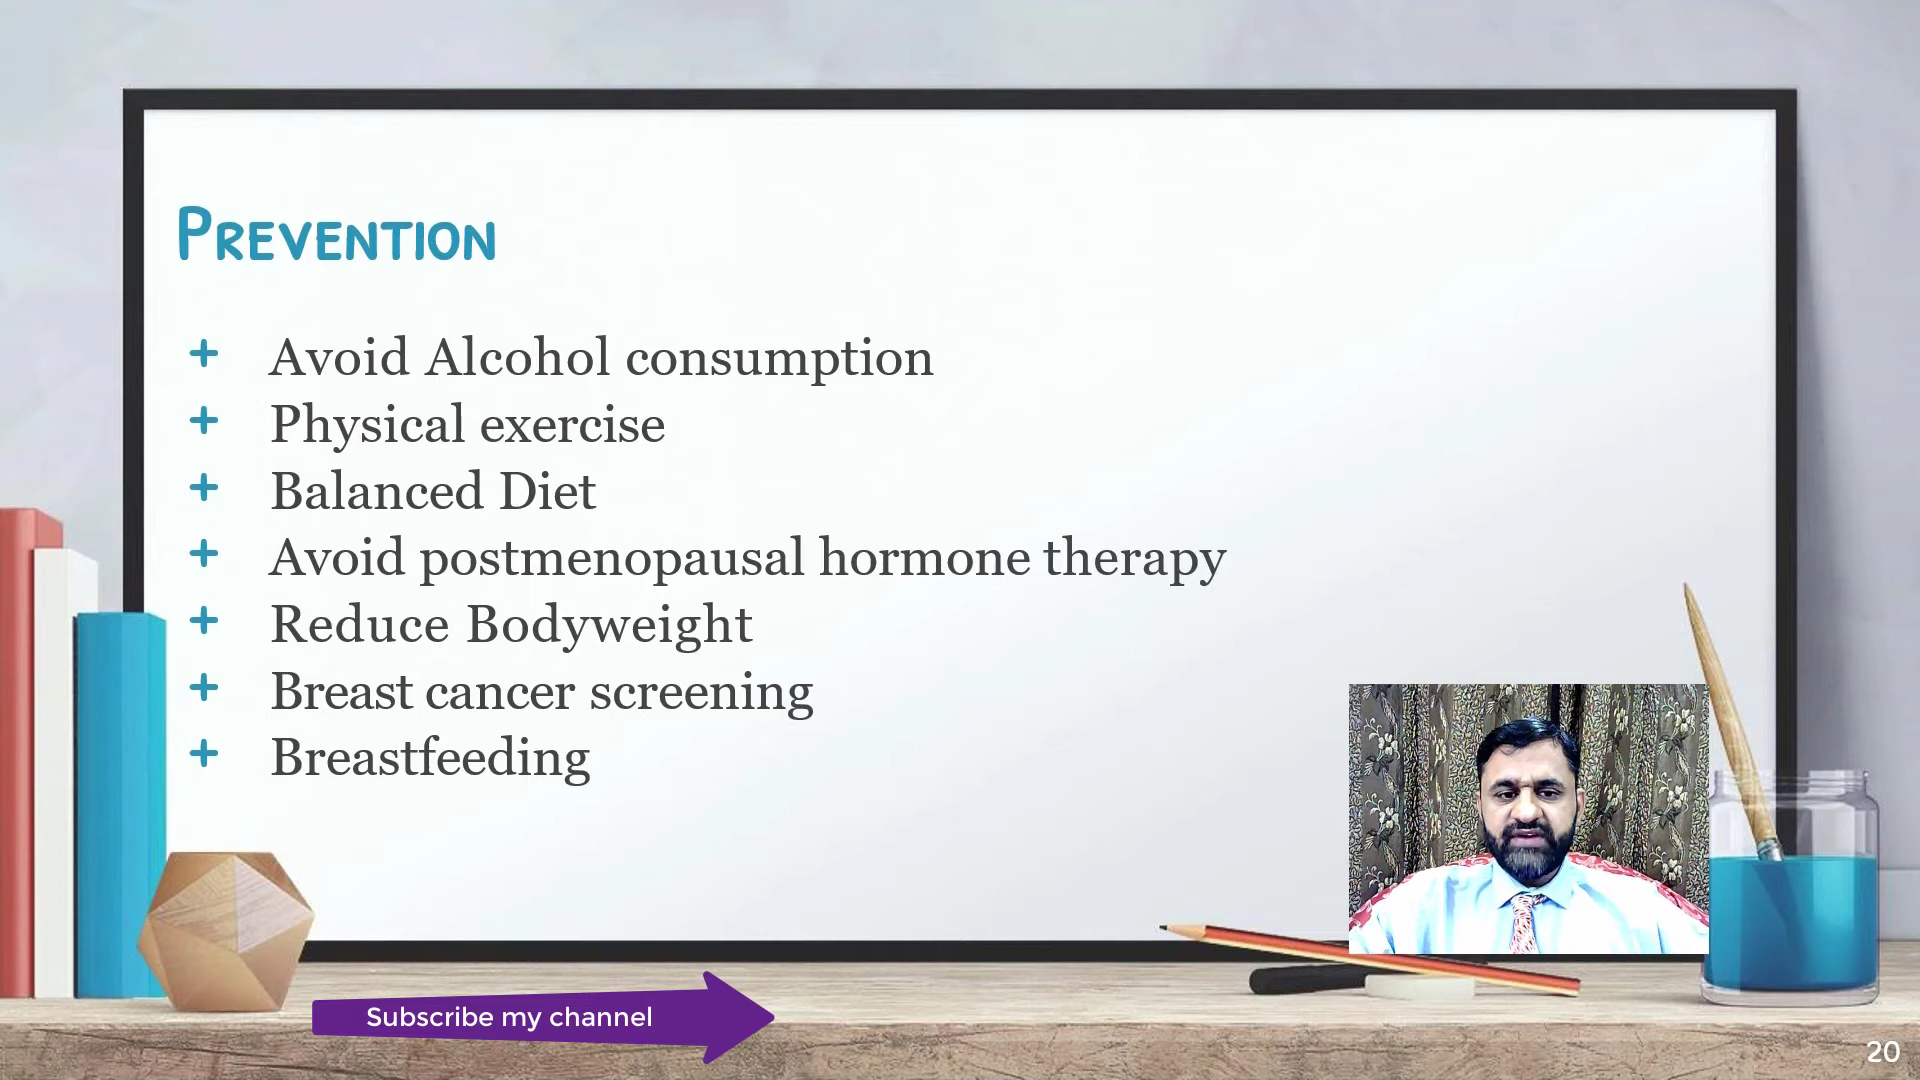 Prevention
+ Avoid Alcohol consumption
+ Physical exercise
+ Balanced Diet
+ Avoid postmenopausal hormone therapy
+ Reduce Bodyweight
+ Breast cancer screening
+ Breastfeeding
Subscribe my channel
20